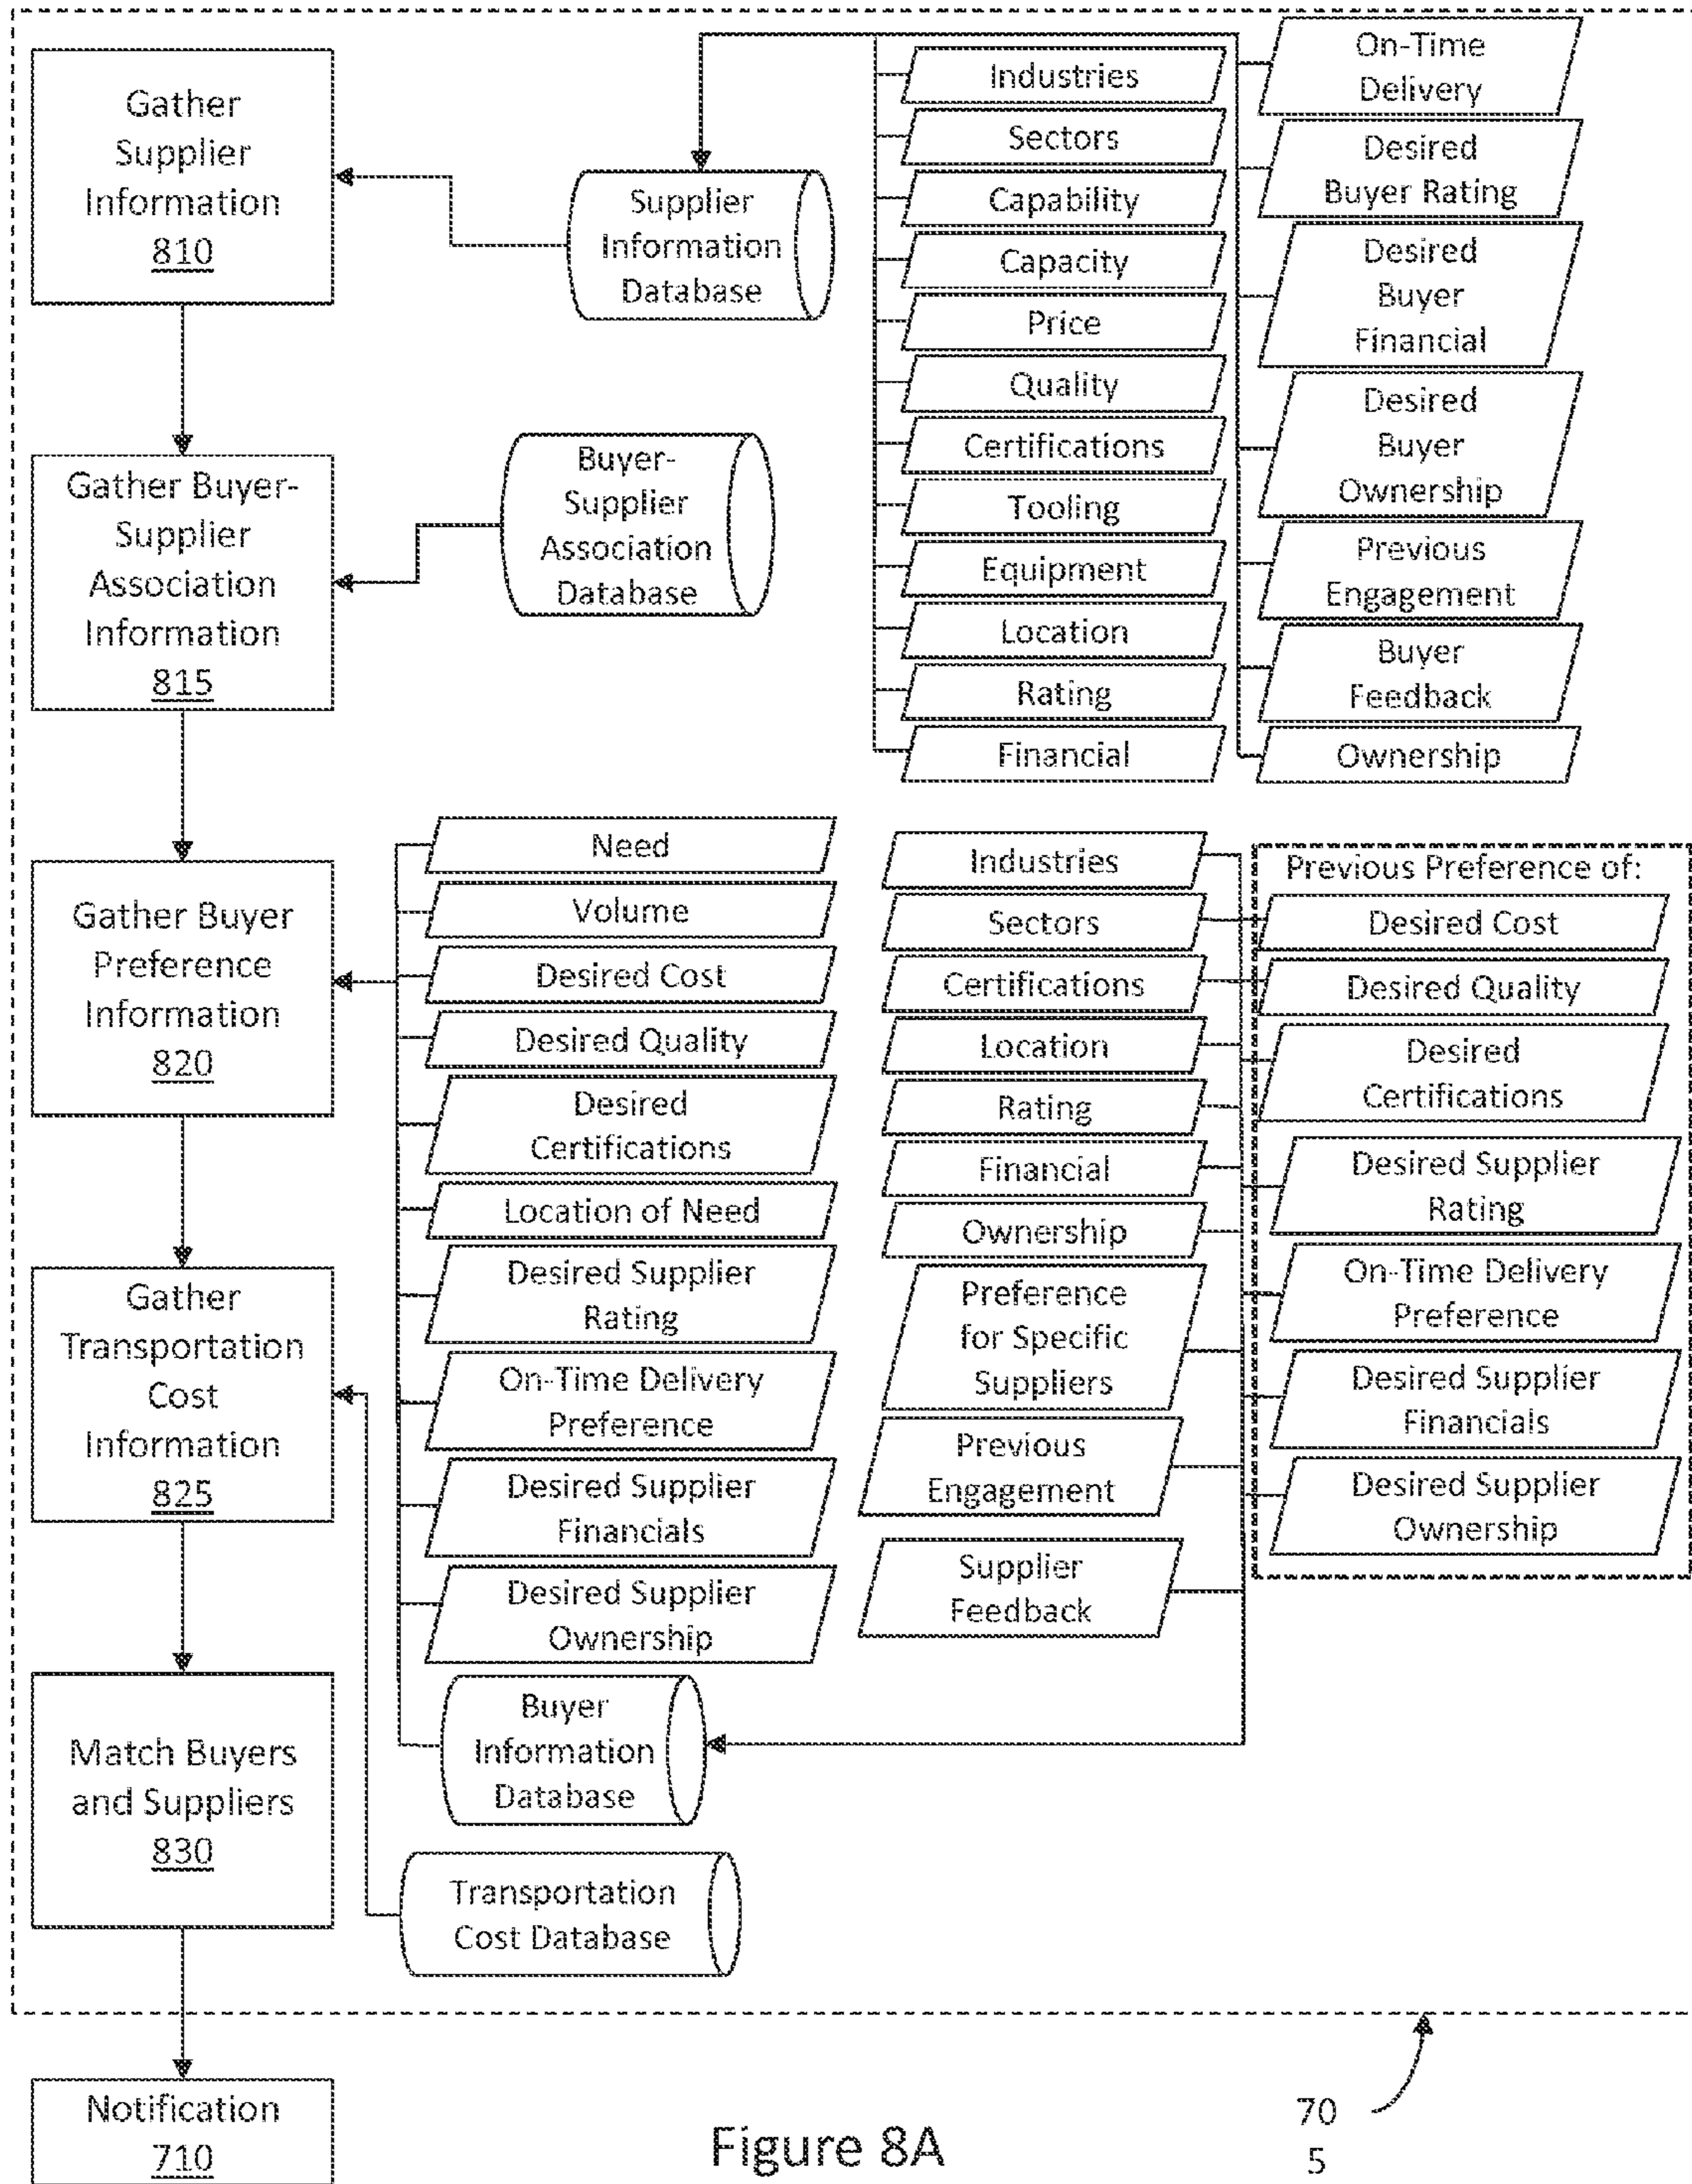 Gather
Supplier
Information
810
Supplier
Information
Database
Industries
Sectors
Capability
Capacity
Price
Quality
Certifications
Tooling
Equipment
Location
Rating
Financial
On-Time
Delivery
Desired
Buyer Rating
Desired
Buyer
Financial
Desired
Buyer
Ownership
Previous
Engagement
Buyer
Feedback
Ownership
Gather Buyer-
Supplier
Association
Information
815
Buyer-
Supplier
Association
Database
Gather Buyer
Preference
Information
820
Need
Volume
Desired Cost
Desired Quality
Desired
Certifications
Location of Need
Desired Supplier
Rating
On-Time Delivery
Preference
Desired Supplier
Financials
Desired Supplier
Ownership
Buyer
Information
Database
Industries
Sectors
Certifications
Location
Rating
Financial
Ownership
Preference
for Specific
Suppliers
Previous
Engagement
Supplier
Feedback
Previous Preference of:
Desired Cost
Desired Quality
Desired
Certifications
Desired Supplier
Rating
On-Time Delivery
Preference
Desired Supplier
Financials
Desired Supplier
Ownership
Gather
Transportation
Cost
Information
825
Transportation
Cost Database
Match Buyers
and Suppliers
830
Notification
710
Figure 8A
70
5